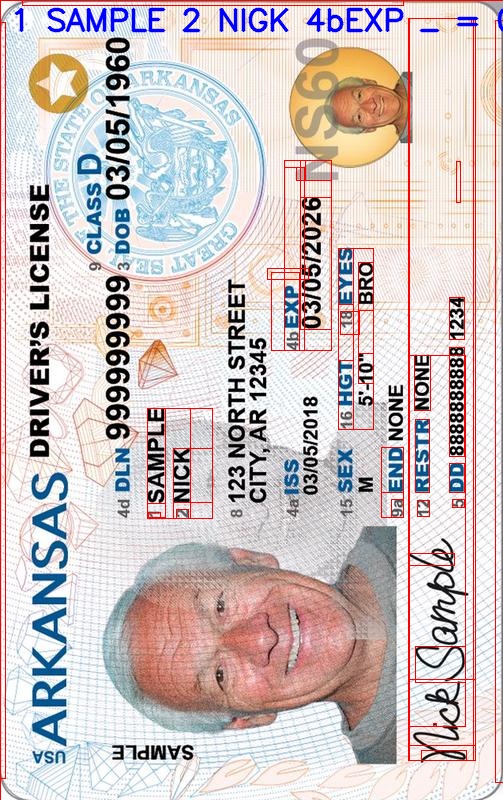 1 SAMPLE 2 NIGK 4bEXP _ =
USA ARKANSAS DRIVER'S LICENSE
9 CLASS D
4d DLN 999999999 3 DOB 03/05/1960
1 SAMPLE
2 NICK
8 123 NORTH STREET
CITY, AR 12345
4a ISS 03/05/2018
4b EXP 03/05/2026
15 SEX M
16 HGT 5'-10"
18 EYES BRO
9a END NONE
12 RESTR NONE
5 DD 8888888888 1234
Nick Sample
SAMPLE
THE STATE OF ARKANSAS
GREAT SEAL